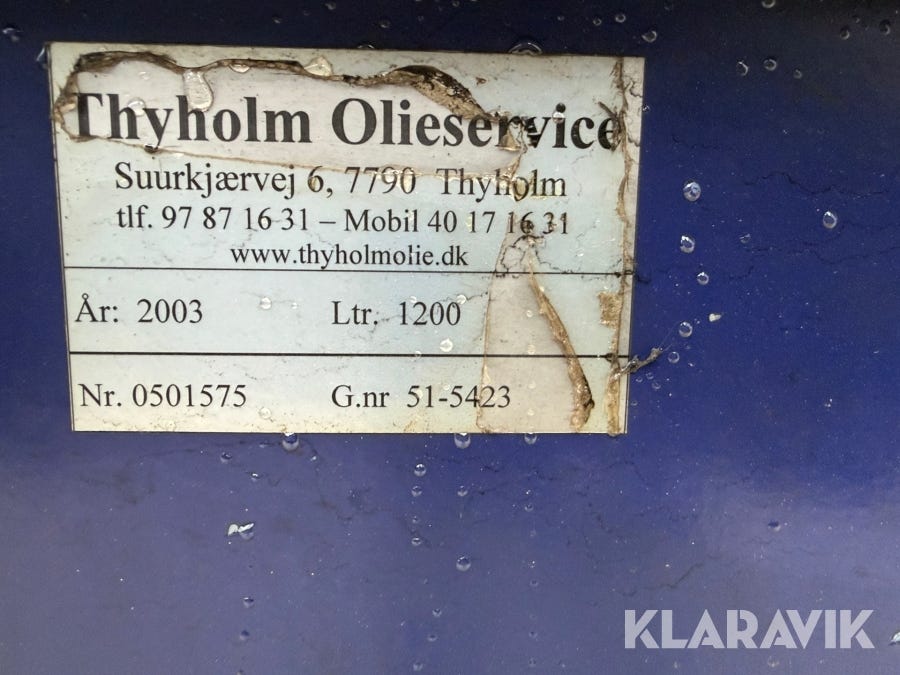 Thyholm Olieservice
Suurkjærvej 6, 7790 Thyholm
tlf. 97 87 16 31 – Mobil 40 17 16 31
www.thyholmolie.dk
År: 2003 Ltr: 1200
Nr. 0501575 G.nr 51-5423
KLARAVIK